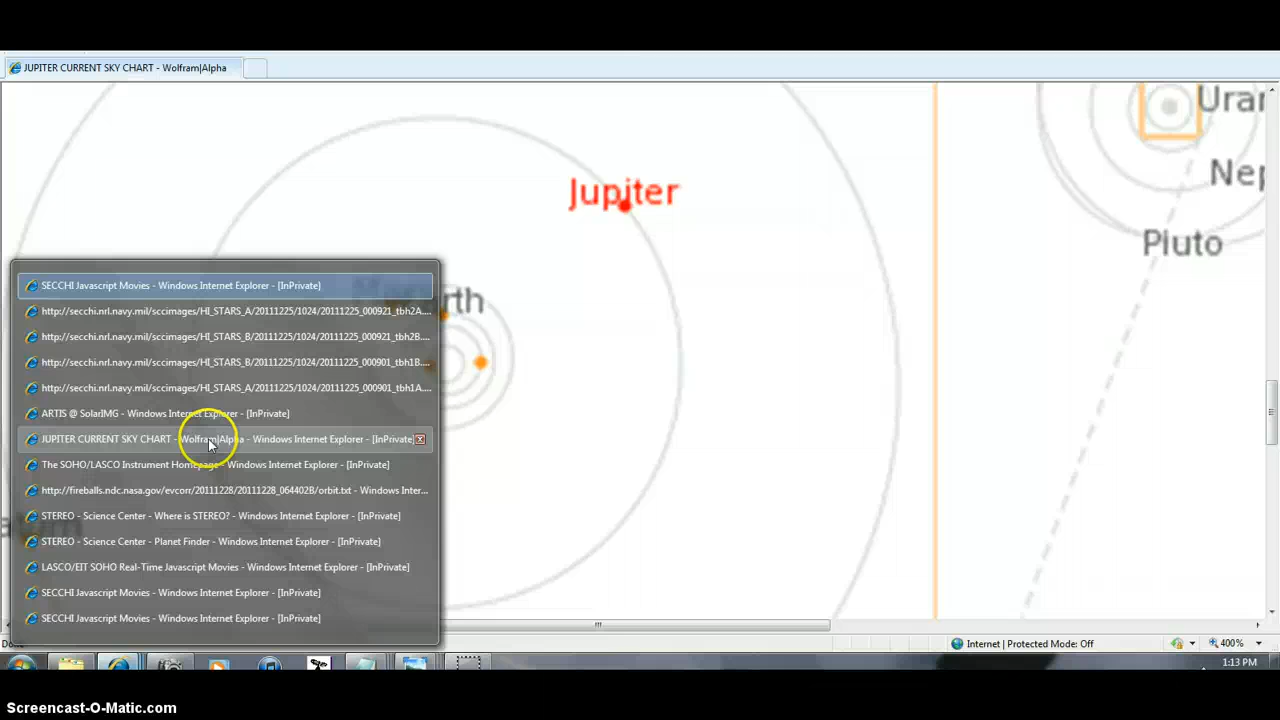 JUPITER CURRENT SKY CHART - Wolfram|Alpha
Uran
Jupiter
Nep
Pluto
SECCHI Javascript Movies - Windows Internet Explorer - [InPrivate]
Earth
http://secchi.nrl.navy.mil/sccimages/HI_STARS_A/20111225/1024/20111225_000921_tbh2A....
http://secchi.nrl.navy.mil/sccimages/HI_STARS_B/20111225/1024/20111225_000921_tbh2B....
http://secchi.nrl.navy.mil/sccimages/HI_STARS_B/20111225/1024/20111225_000901_tbh1B....
http://secchi.nrl.navy.mil/sccimages/HI_STARS_A/20111225/1024/20111225_000901_tbh1A....
ARTIS @ SolarIMG - Windows Internet Explorer - [InPrivate]
JUPITER CURRENT SKY CHART - Wolfram|Alpha - Windows Internet Explorer - [InPrivate]
The SOHO/LASCO Instrument Homepage - Windows Internet Explorer - [InPrivate]
http://fireballs.ndc.nasa.gov/evcorr/20111228/20111228_064402B/orbit.txt - Windows Inter...
STEREO - Science Center - Where is STEREO? - Windows Internet Explorer - [InPrivate]
STEREO - Science Center - Planet Finder - Windows Internet Explorer - [InPrivate]
LASCO/EIT SOHO Real-Time Javascript Movies - Windows Internet Explorer - [InPrivate]
SECCHI Javascript Movies - Windows Internet Explorer - [InPrivate]
SECCHI Javascript Movies - Windows Internet Explorer - [InPrivate]
Internet | Protected Mode: Off
400%
1:13 PM
Screencast-O-Matic.com